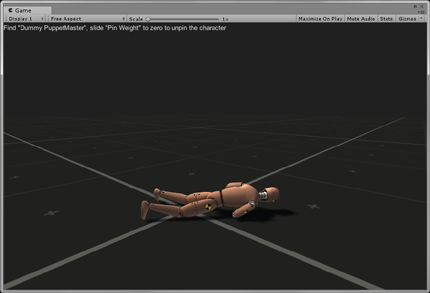 Game
Display 1
Free Aspect
Scale
1x
Maximize On Play
Mute Audio
Stats
Gizmos
Find "Dummy PuppetMaster", slide "Pin Weight" to zero to unpin the character